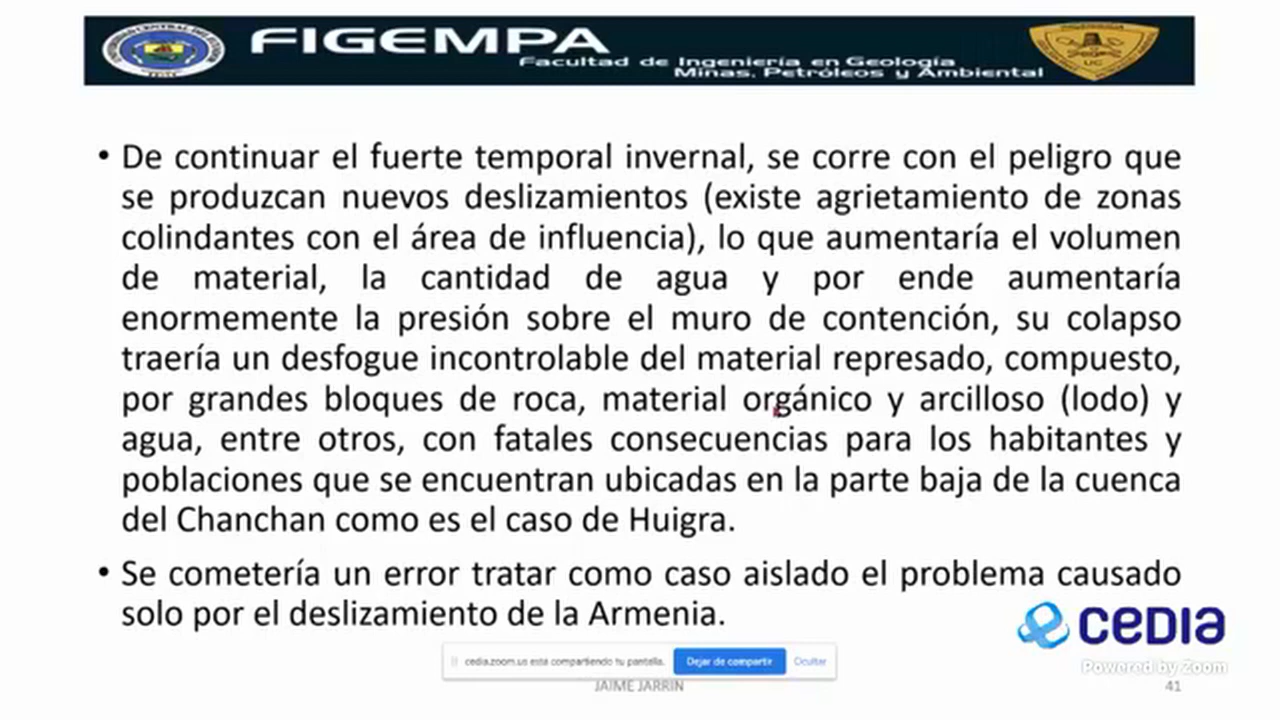 FIGEMPA
Facultad de Ingeniería en Geología
Minas, Petróleos y Ambiental
UC
• De continuar el fuerte temporal invernal, se corre con el peligro que
se produzcan nuevos deslizamientos (existe agrietamiento de zonas
colindantes con el área de influencia), lo que aumentaría el volumen
de material, la cantidad de agua y por ende aumentaría
enormemente la presión sobre el muro de contención, su colapso
traería un desfogue incontrolable del material represado, compuesto,
por grandes bloques de roca, material orgánico y arcilloso (lodo) y
agua, entre otros, con fatales consecuencias para los habitantes y
poblaciones que se encuentran ubicadas en la parte baja de la cuenca
del Chanchan como es el caso de Huigra.
• Se cometería un error tratar como caso aislado el problema causado
solo por el deslizamiento de la Armenia.
cedia
Powered by Zoom
cedia.zoom.us está compartiendo tu pantalla. Dejar de compartir Ocultar
JAIME JARRIN 41